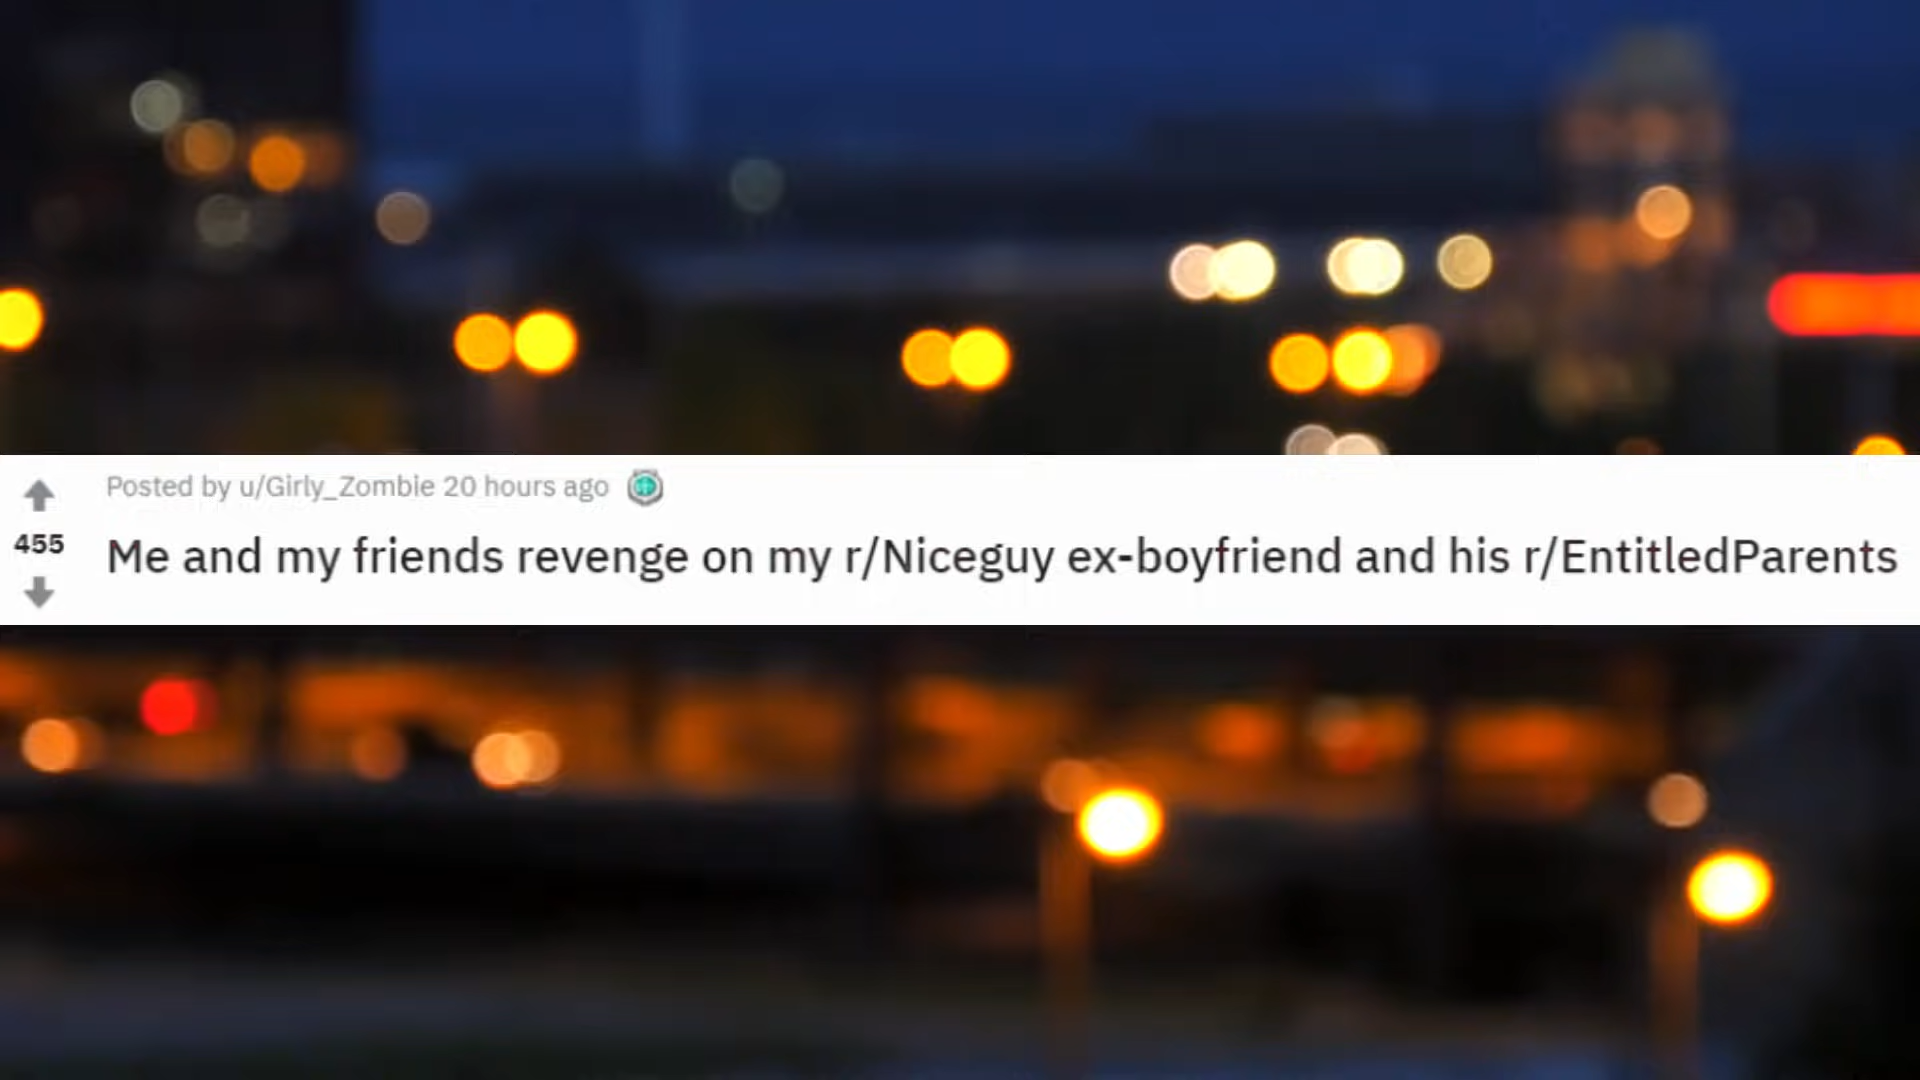 Posted by u/Girly_Zombie 20 hours ago
455
Me and my friends revenge on my r/Niceguy ex-boyfriend and his r/EntitledParents